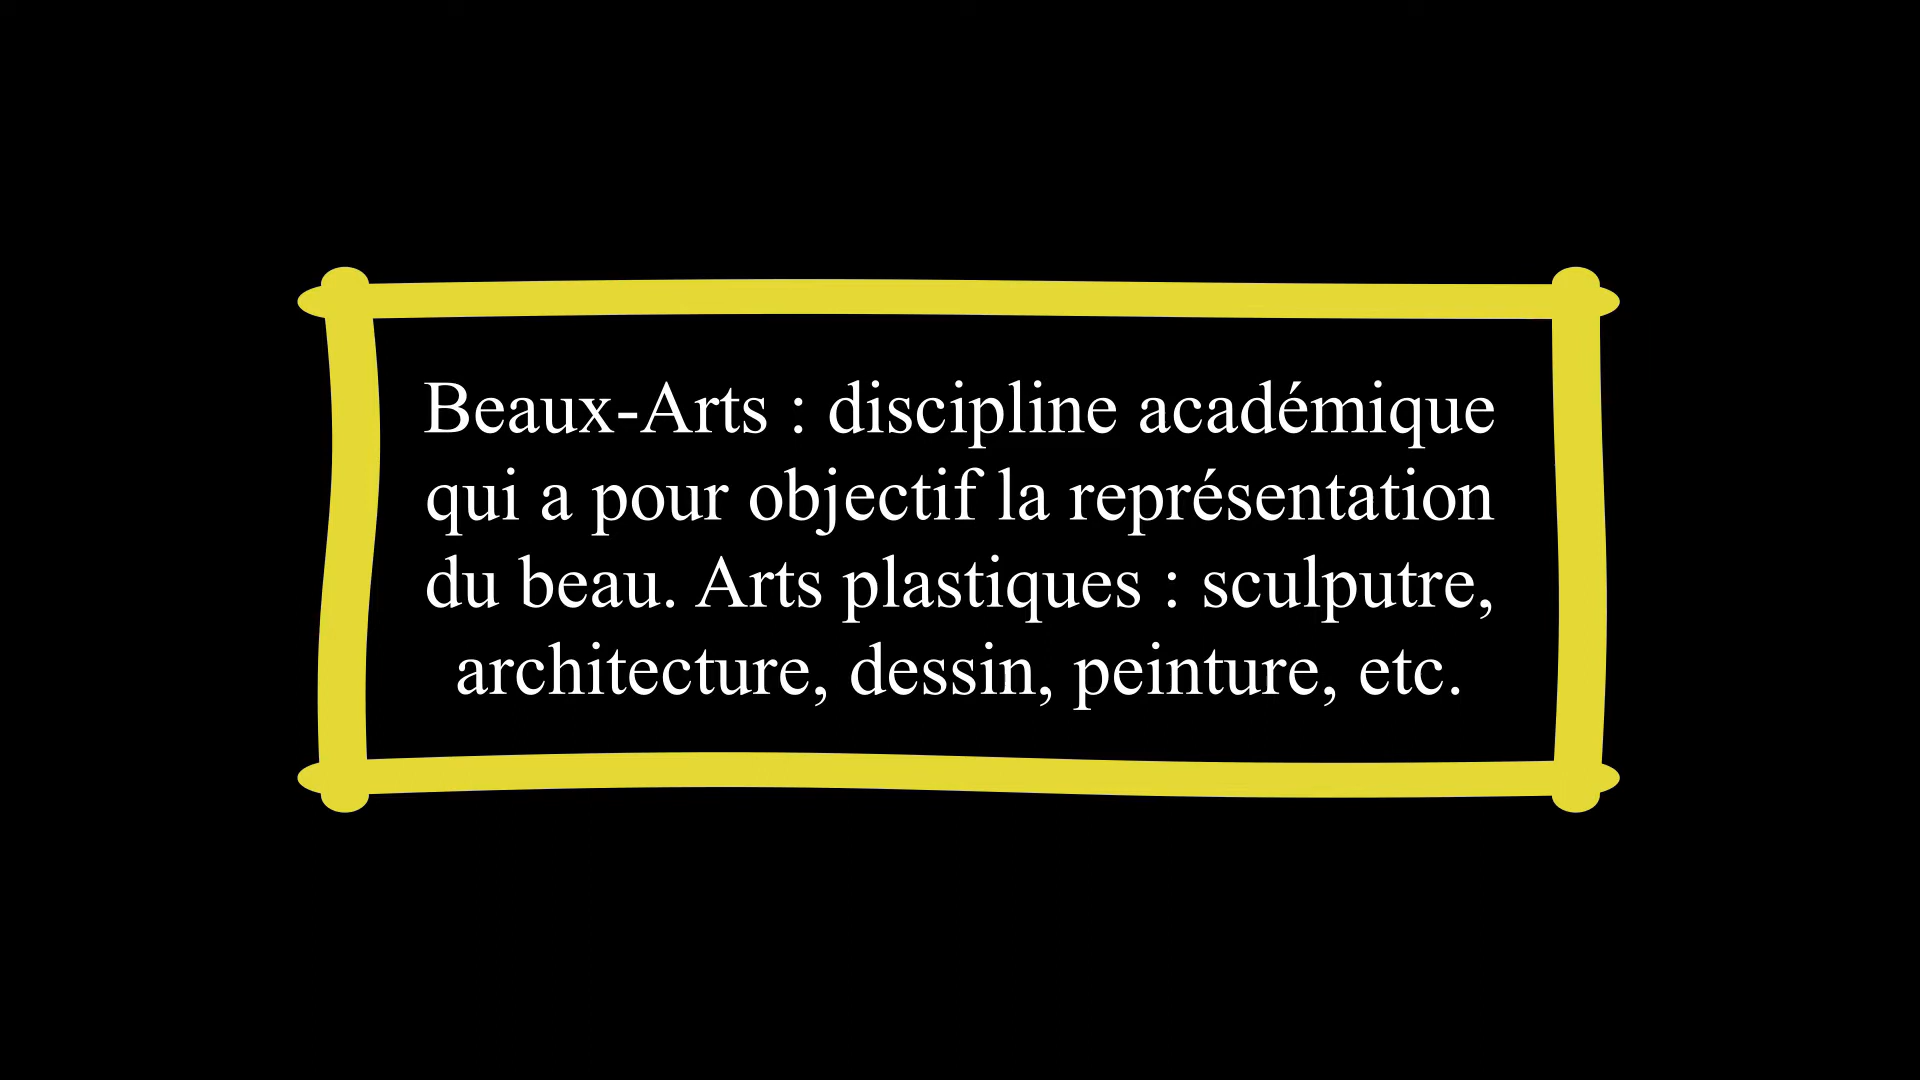 Beaux-Arts : discipline académique
qui a pour objectif la représentation
du beau. Arts plastiques : sculputre,
architecture, dessin, peinture, etc.